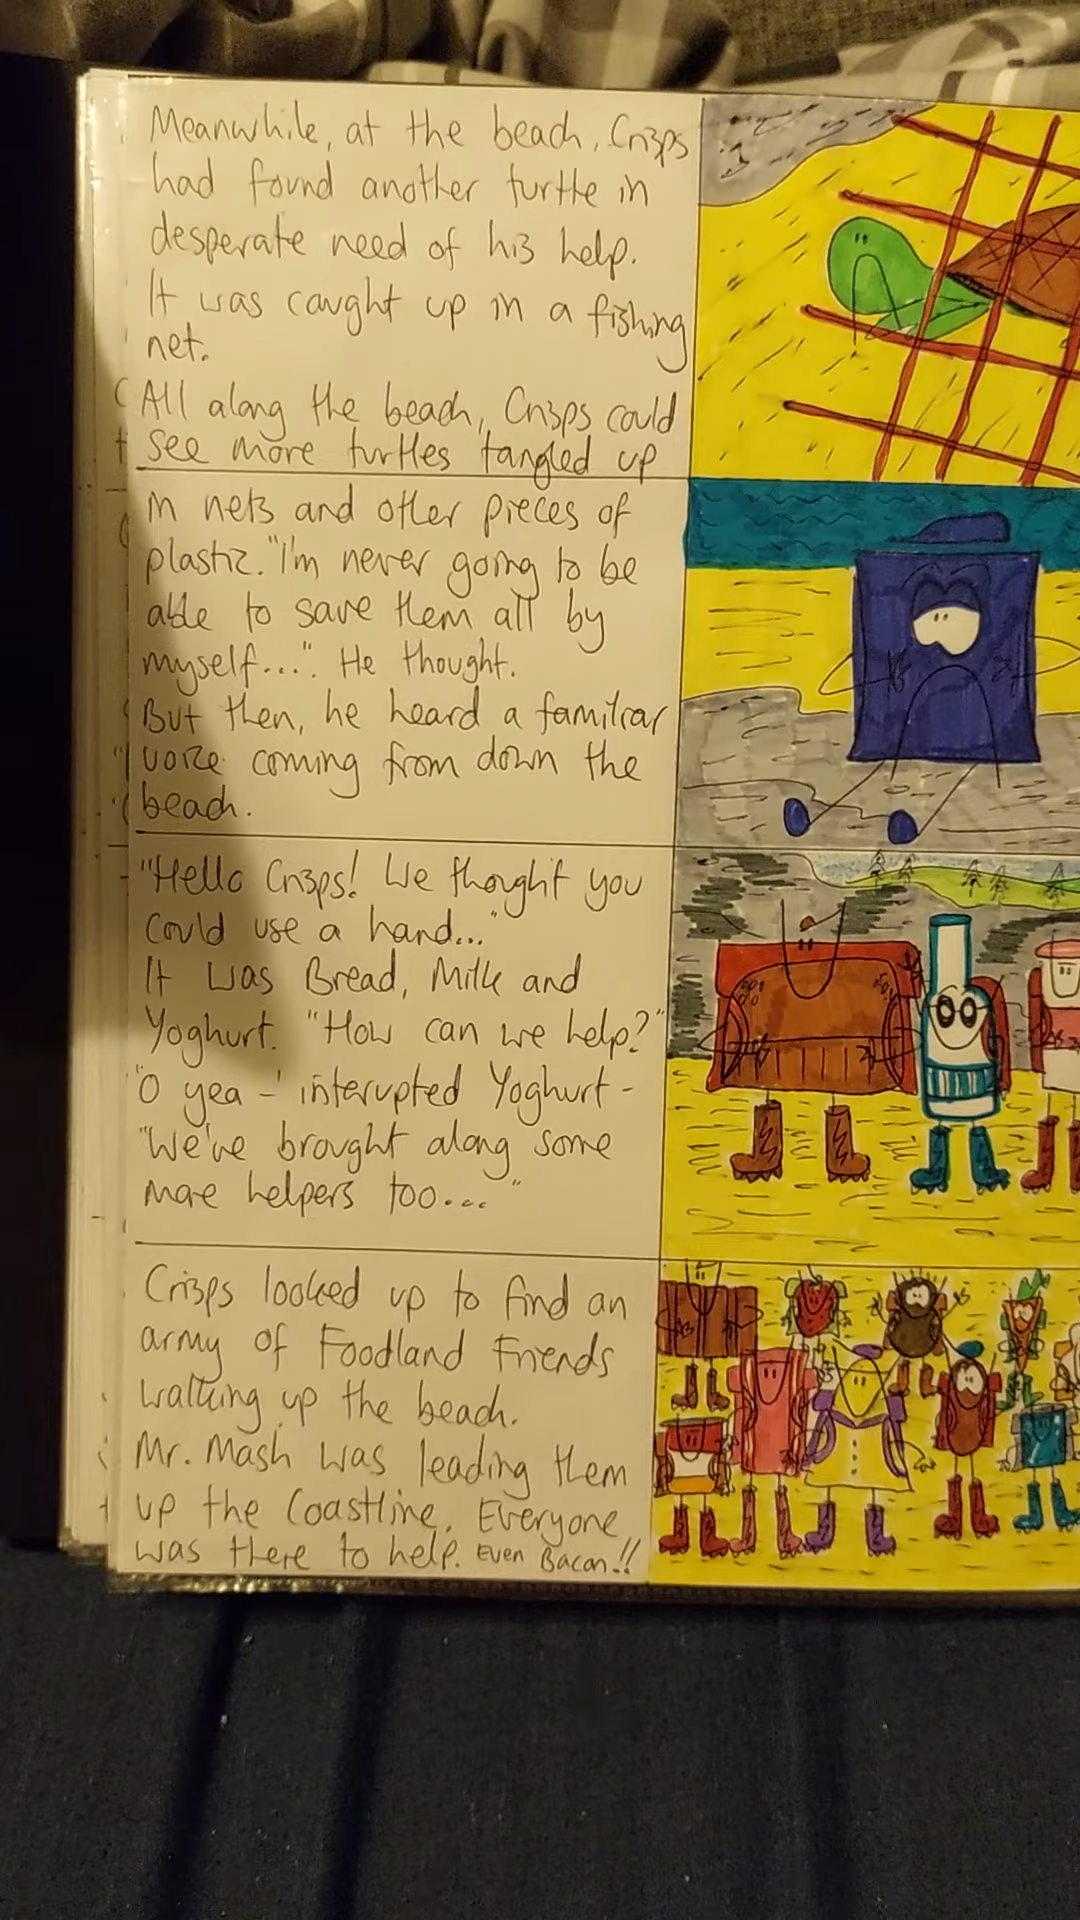 Meanwhile, at the beach, Crisps
had found another turtle in
desperate need of his help.
It was caught up in a fishing
net.
All along the beach, Crisps could
see more turtles tangled up
in nets and other pieces of
plastic. "I'm never going to be
able to save them all by
myself...". He thought.
But then, he heard a familiar
voice coming from down the
beach.
"Hello Crisps! We thought you
could use a hand..."
It was Bread, Milk and
Yoghurt. "How can we help?"
"O yea -" interupted Yoghurt -
"We've brought along some
more helpers too...."
Crisps looked up to find an
army of Foodland Friends
walking up the beach.
Mr. Mash was leading them
up the Coastline. Everyone
was there to help. Even Bacon!!